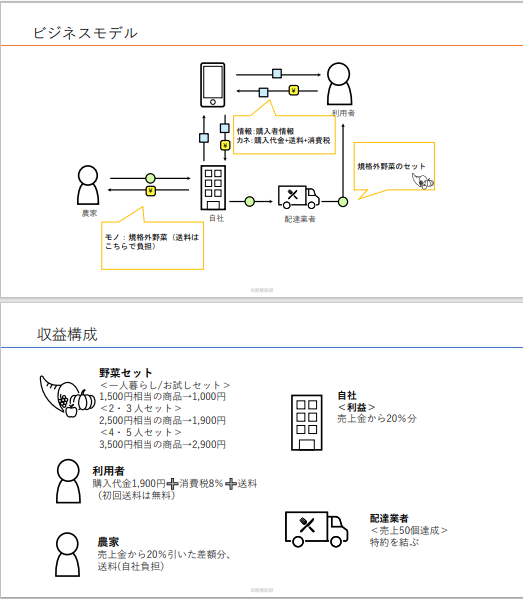 ビジネスモデル
利用者
情報：購入者情報
カネ：購入代金+送料+消費税
規格外野菜のセット
¥
¥
¥
農家
自社
配達業者
モノ：規格外野菜（送料は
こちらで負担）
収益構成
野菜セット
＜一人暮らし/お試しセット＞
1,500円相当の商品→1,000円
＜2・３人セット＞
2,500円相当の商品→1,900円
＜4・５人セット＞
3,500円相当の商品→2,900円
自社
＜利益＞
売上金から20％分
利用者
購入代金1,900円➕消費税8％➕送料
（初回送料は無料）
農家
売上金から20％引いた差額分、
送料(自社負担）
配達業者
＜売上50個達成＞
特約を結ぶ